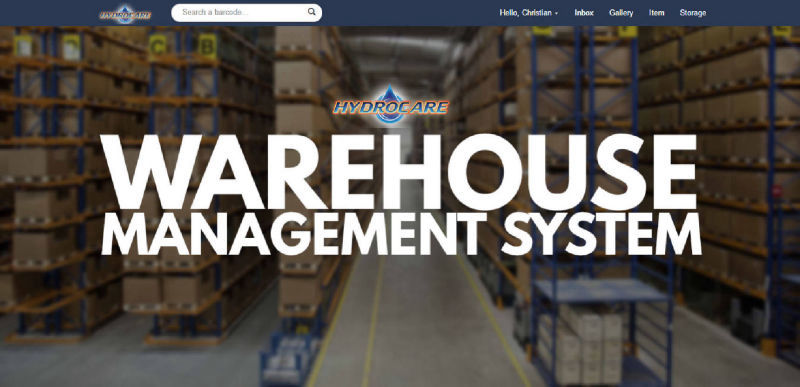 HYDROCARE
Search a barcode...
Hello, Christian
Inbox
Gallery
Item
Storage
C
B
HYDROCARE
WAREHOUSE
MANAGEMENT SYSTEM